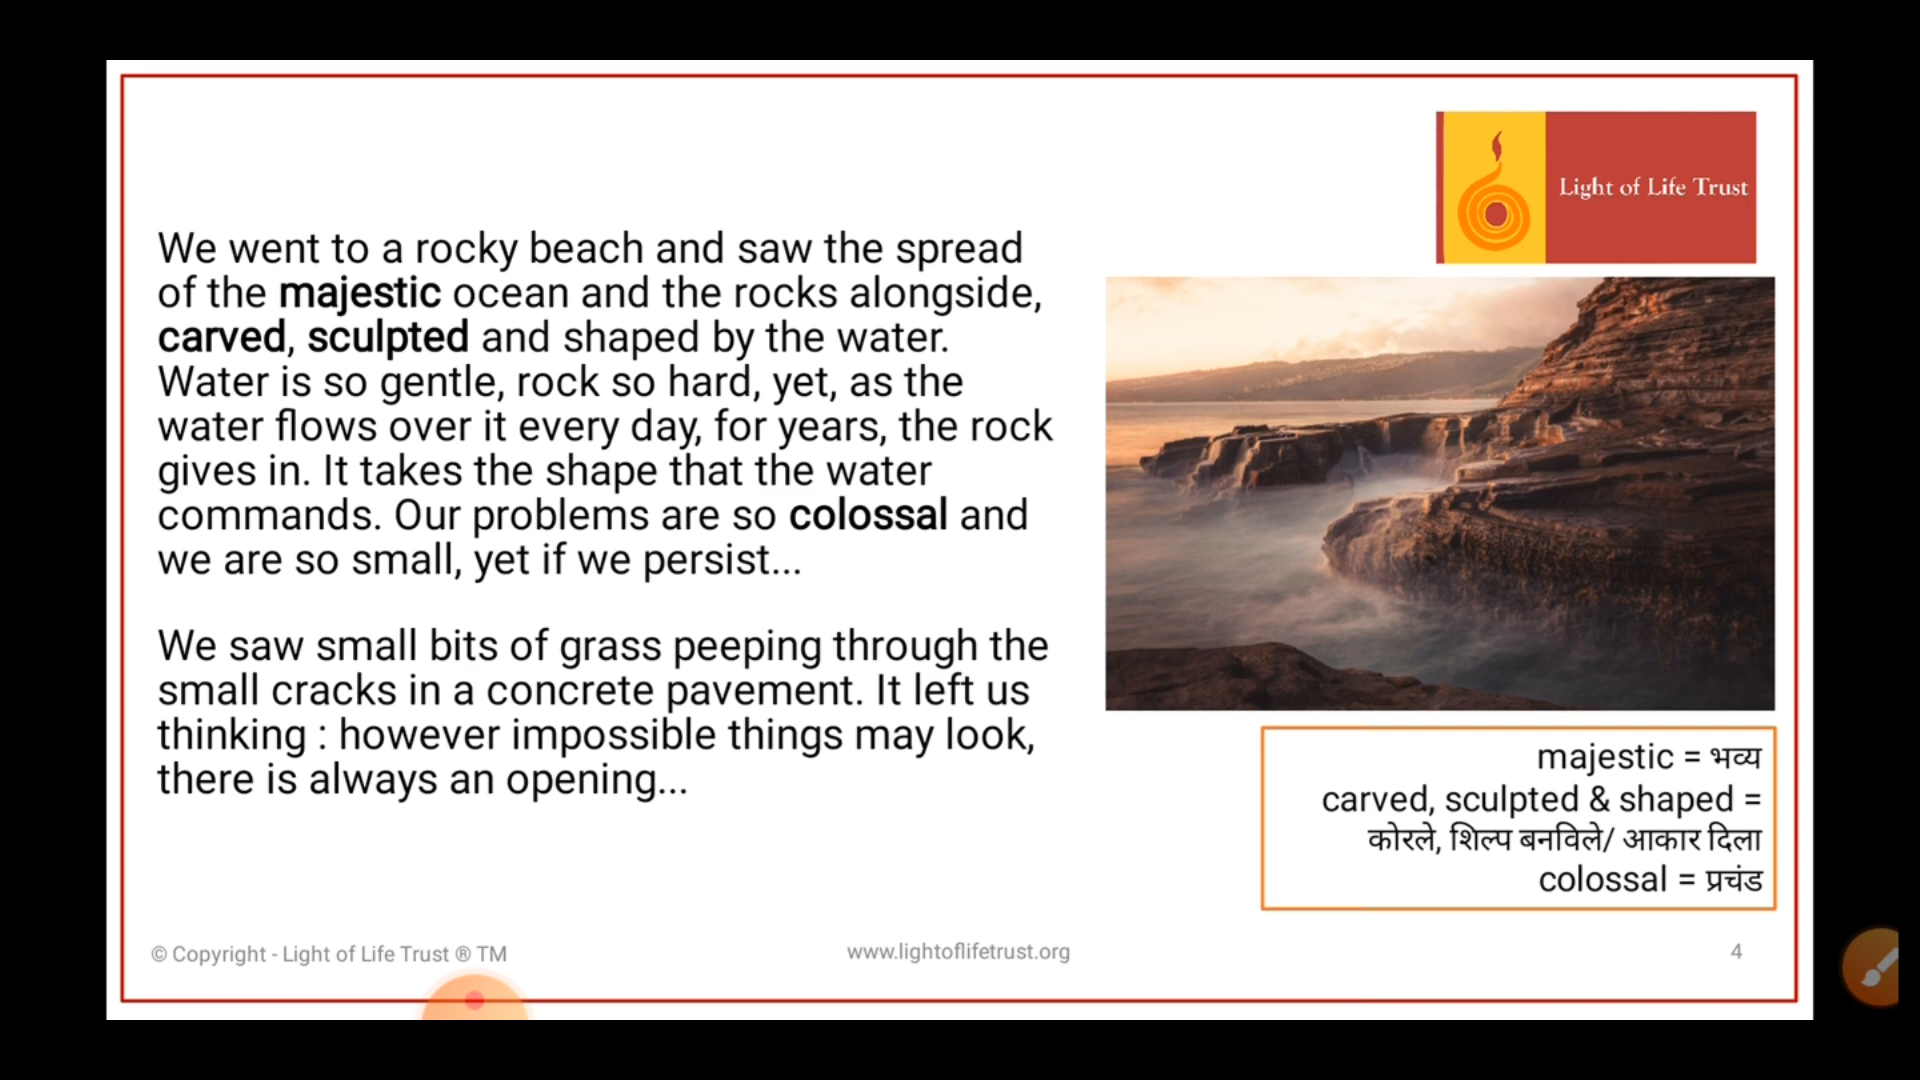 Light of Life Trust
We went to a rocky beach and saw the spread
of the majestic ocean and the rocks alongside,
carved, sculpted and shaped by the water.
Water is so gentle, rock so hard, yet, as the
water flows over it every day, for years, the rock
gives in. It takes the shape that the water
commands. Our problems are so colossal and
we are so small, yet if we persist...
We saw small bits of grass peeping through the
small cracks in a concrete pavement. It left us
thinking : however impossible things may look,
there is always an opening...
majestic = भव्य
carved, sculpted & shaped =
कोरले, शिल्प बनविले/ आकार दिला
colossal = प्रचंड
© Copyright - Light of Life Trust ® TM
www.lightoflifetrust.org
4